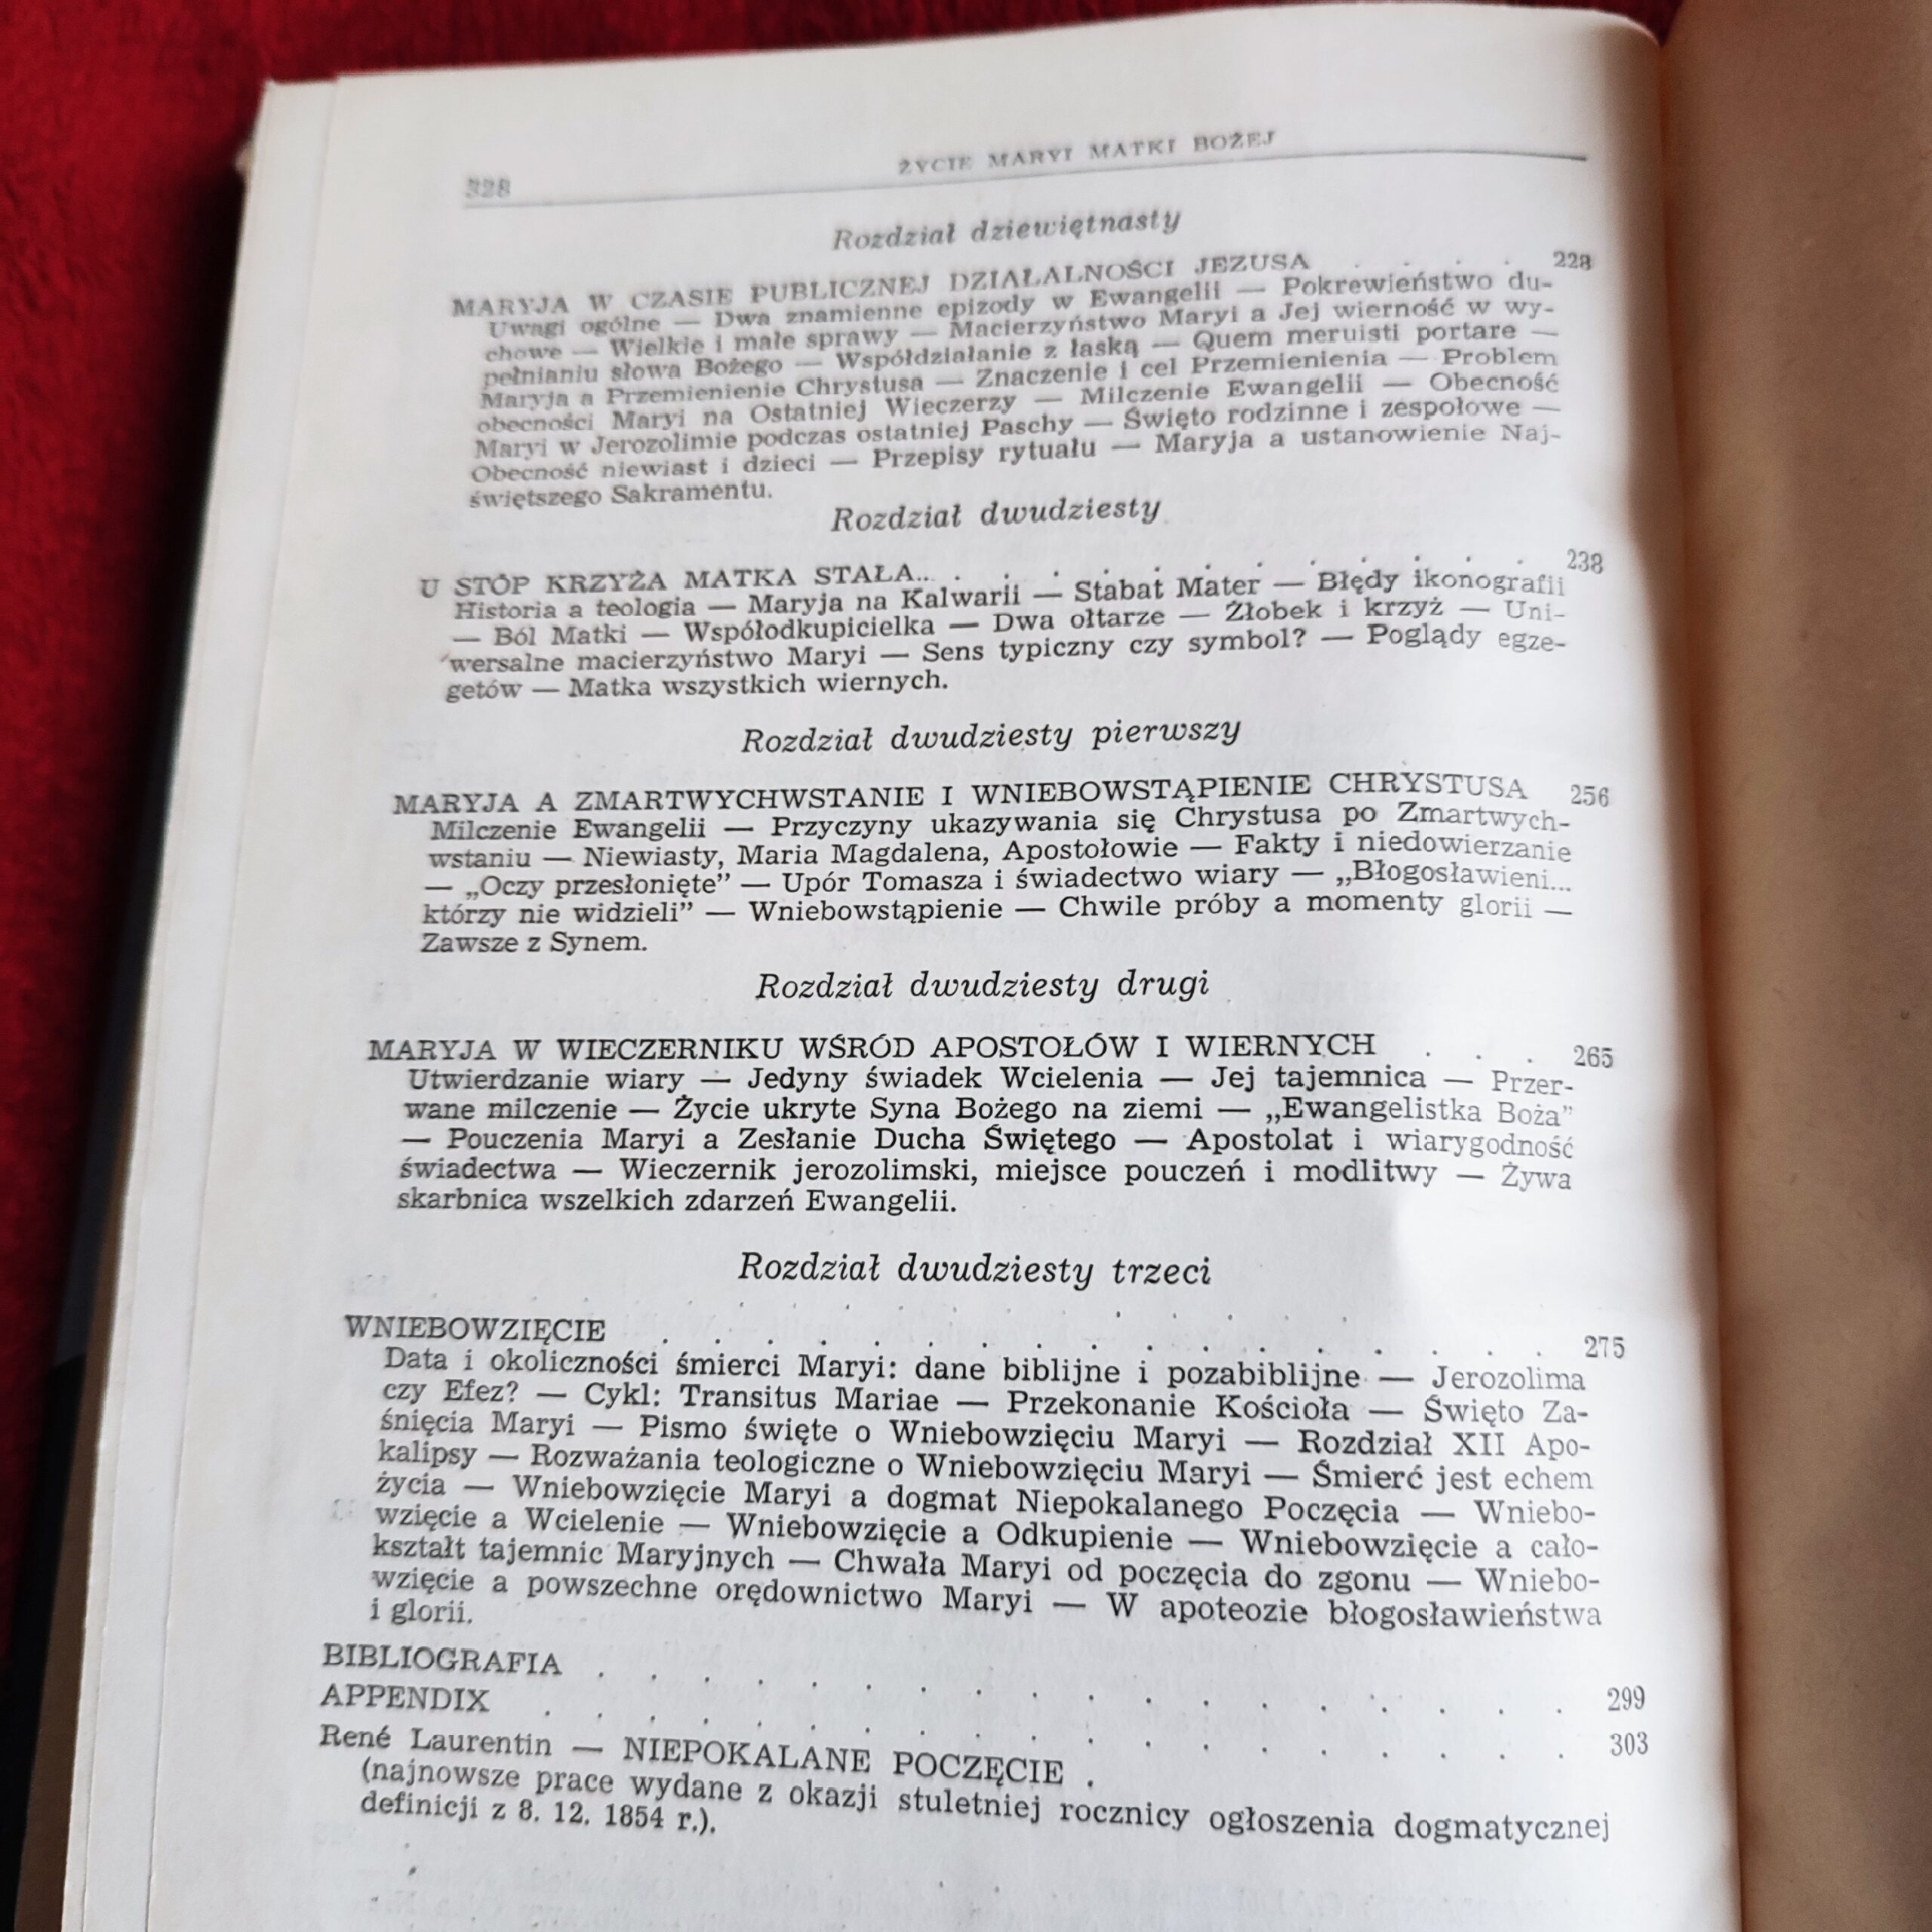 328
ŻYCIE MARYI MATKI BOŻEJ
Rozdział dziewiętnasty
MARYJA W CZASIE PUBLICZNEJ DZIAŁALNOŚCI JEZUSA . . . . 228
Uwagi ogólne — Dwa znamienne epizody w Ewangelii — Pokrewieństwo du-
chowe — Wielkie i małe sprawy — Macierzyństwo Maryi a Jej wierność w wy-
pełnianiu słowa Bożego — Współdziałanie z łaską — Quem meruisti portare —
Maryja a Przemienienie Chrystusa — Znaczenie i cel Przemienienia — Problem
obecności Maryi na Ostatniej Wieczerzy — Milczenie Ewangelii — Obecność
Maryi w Jerozolimie podczas ostatniej Paschy — Święto rodzinne i zespołowe —
Obecność niewiast i dzieci — Przepisy rytuału — Maryja a ustanowienie Naj-
świętszego Sakramentu.
Rozdział dwudziesty
U STÓP KRZYŻA MATKA STAŁA... . . . . . . . . . . . . 238
Historia a teologia — Maryja na Kalwarii — Stabat Mater — Błędy ikonografii
— Ból Matki — Współodkupicielka — Dwa ołtarze — Żłobek i krzyż — Uni-
wersalne macierzyństwo Maryi — Sens typiczny czy symbol? — Poglądy egze-
getów — Matka wszystkich wiernych.
Rozdział dwudziesty pierwszy
MARYJA A ZMARTWYCHWSTANIE I WNIEBOWSTĄPIENIE CHRYSTUSA 256
Milczenie Ewangelii — Przyczyny ukazywania się Chrystusa po Zmartwych-
wstaniu — Niewiasty, Maria Magdalena, Apostołowie — Fakty i niedowierzanie
— „Oczy przesłonięte” — Upór Tomasza i świadectwo wiary — „Błogosławieni...
którzy nie widzieli” — Wniebowstąpienie — Chwile próby a momenty glorii —
Zawsze z Synem.
Rozdział dwudziesty drugi
MARYJA W WIECZERNIKU WŚRÓD APOSTOŁÓW I WIERNYCH . . . 265
Utwierdzanie wiary — Jedyny świadek Wcielenia — Jej tajemnica — Przer-
wane milczenie — Życie ukryte Syna Bożego na ziemi — „Ewangelistka Boża”
— Pouczenia Maryi a Zesłanie Ducha Świętego — Apostolat i wiarygodność
świadectwa — Wieczernik jerozolimski, miejsce pouczeń i modlitwy — Żywa
skarbnica wszelkich zdarzeń Ewangelii.
Rozdział dwudziesty trzeci
WNIEBOWZIĘCIE . . . . . . . . . . . . . . . . . 275
Data i okoliczności śmierci Maryi: dane biblijne i pozabiblijne — Jerozolima
czy Efez? — Cykl: Transitus Mariae — Przekonanie Kościoła — Święto Za-
śnięcia Maryi — Pismo święte o Wniebowzięciu Maryi — Rozdział XII Apo-
kalipsy — Rozważania teologiczne o Wniebowzięciu Maryi — Śmierć jest echem
życia — Wniebowzięcie Maryi a dogmat Niepokalanego Poczęcia — Wniebo-
wzięcie a Wcielenie — Wniebowzięcie a Odkupienie — Wniebowzięcie a cało-
kształt tajemnic Maryjnych — Chwała Maryi od poczęcia do zgonu — Wniebo-
wzięcie a powszechne orędownictwo Maryi — W apoteozie błogosławieństwa
i glorii.
BIBLIOGRAFIA . . . . . . . . . . . . . . . . . . 299
APPENDIX . . . . . . . . . . . . . . . . . . . 303
René Laurentin — NIEPOKALANE POCZĘCIE .
(najnowsze prace wydane z okazji stuletniej rocznicy ogłoszenia dogmatycznej
definicji z 8. 12. 1854 r.).